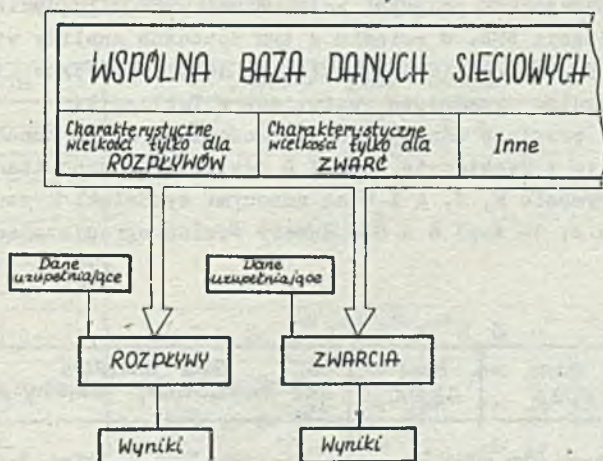 WSPÓLNA BAZA DANYCH SIECIOWYCH
Charakterystyczne
wielkości tylko dla
ROZPŁYWÓW
Charakterystyczne
wielkości tylko dla
ZWARĆ
Inne
Dane
uzupełniające
Dane
uzupełniające
ROZPŁYWY
ZWARCIA
Wyniki
Wyniki